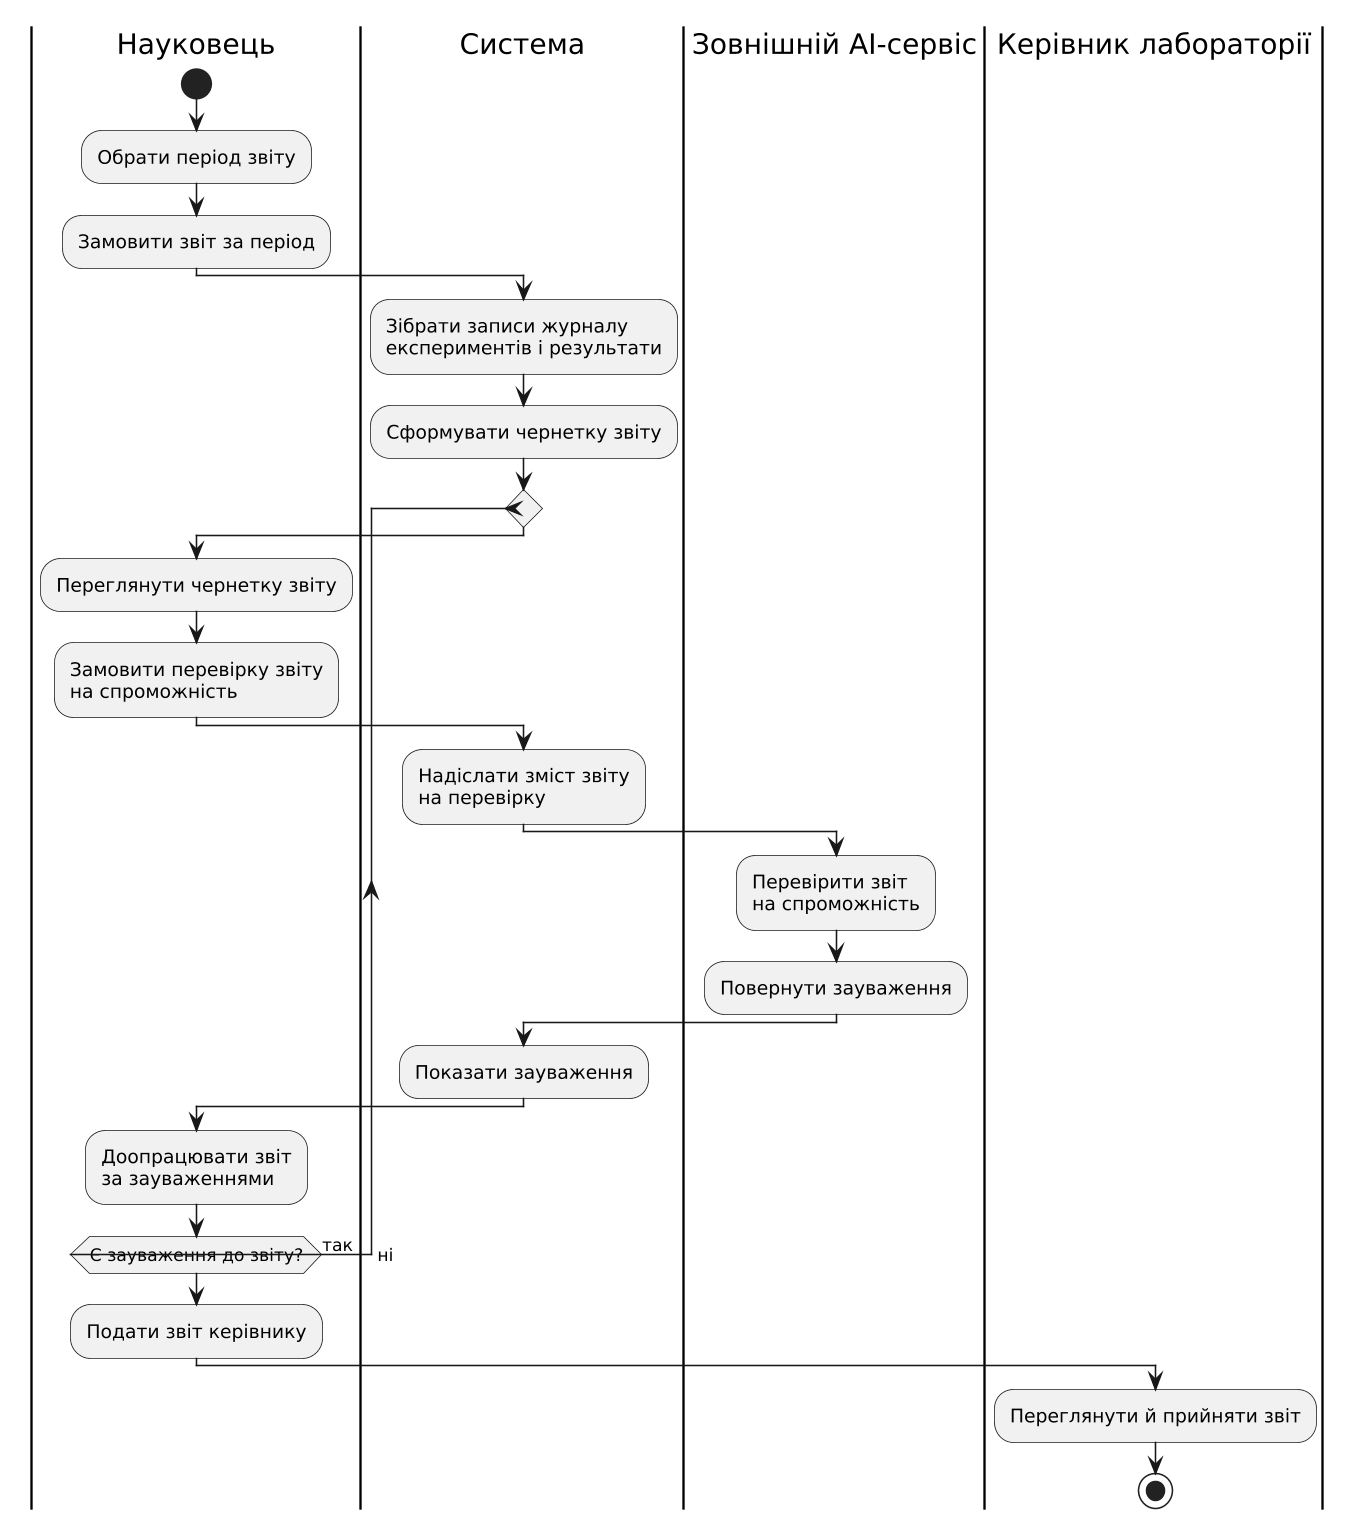 Науковець
Система
Зовнішній AI-сервіс
Керівник лабораторії
Обрати період звіту
Замовити звіт за період
Зібрати записи журналу
експериментів і результати
Сформувати чернетку звіту
Переглянути чернетку звіту
Замовити перевірку звіту
на спроможність
Надіслати зміст звіту
на перевірку
Перевірити звіт
на спроможність
Повернути зауваження
Показати зауваження
Доопрацювати звіт
за зауваженнями
Є зауваження до звіту?
так
ні
Подати звіт керівнику
Переглянути й прийняти звіт